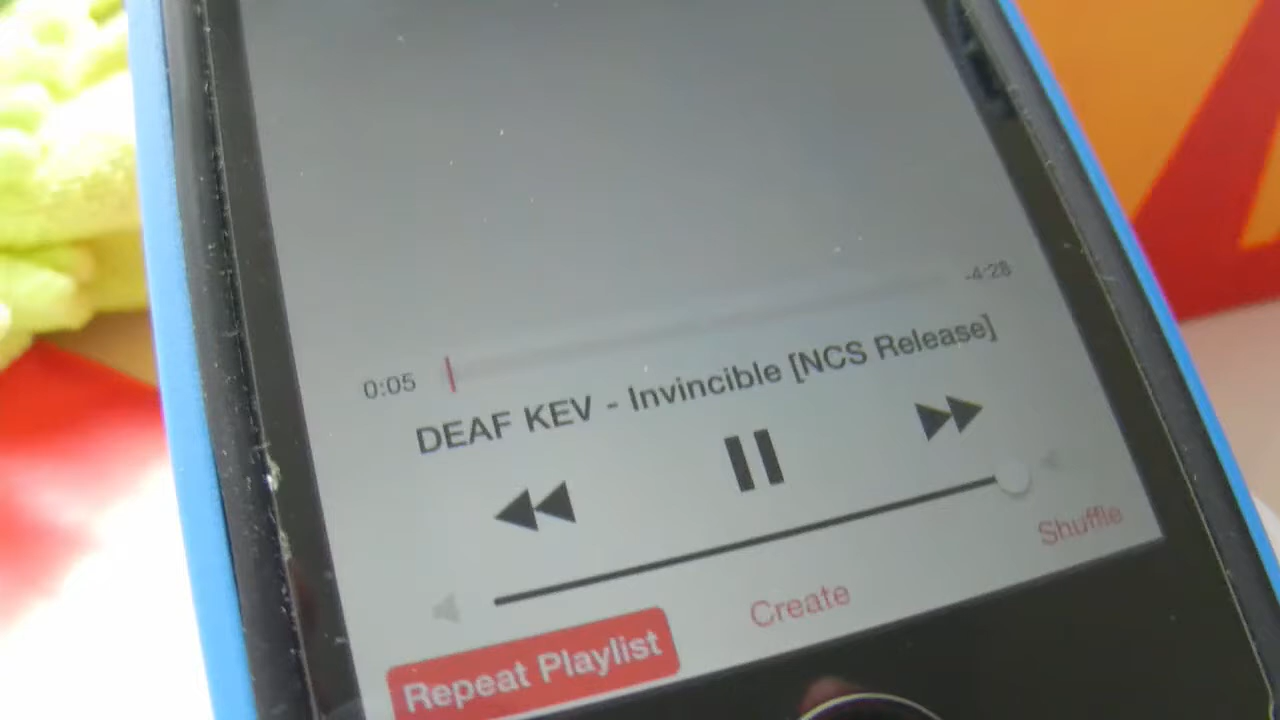 0:05
-4:28
DEAF KEV - Invincible [NCS Release]
Repeat Playlist
Create
Shuffle